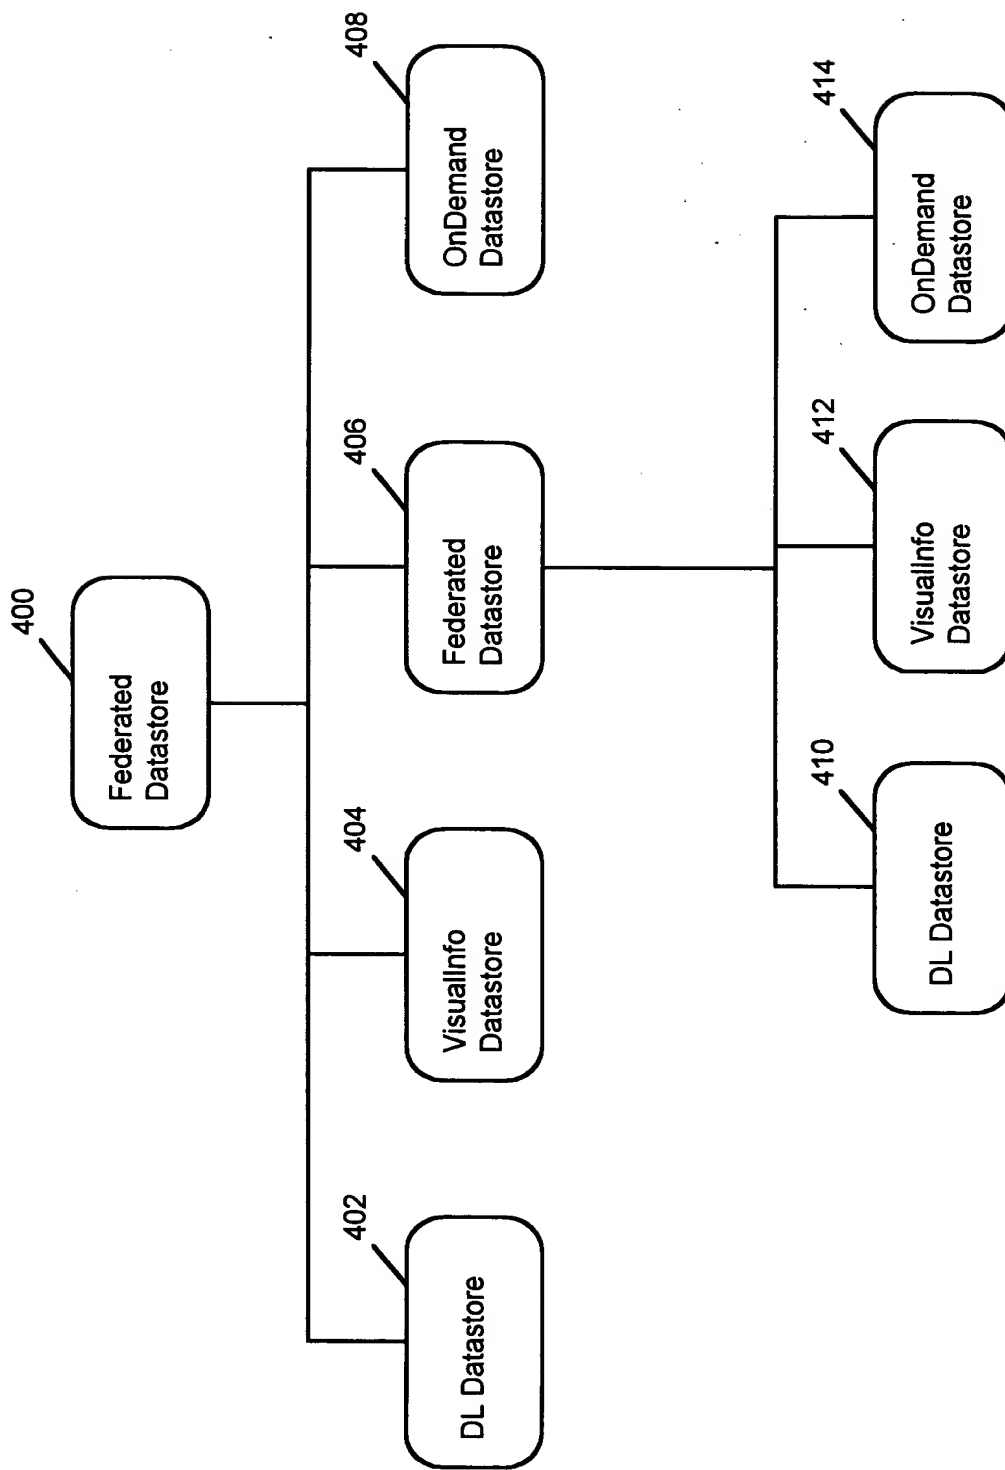 400
Federated
Datastore
402
DL Datastore
404
VisualInfo
Datastore
406
Federated
Datastore
408
OnDemand
Datastore
410
DL Datastore
412
VisualInfo
Datastore
414
OnDemand
Datastore